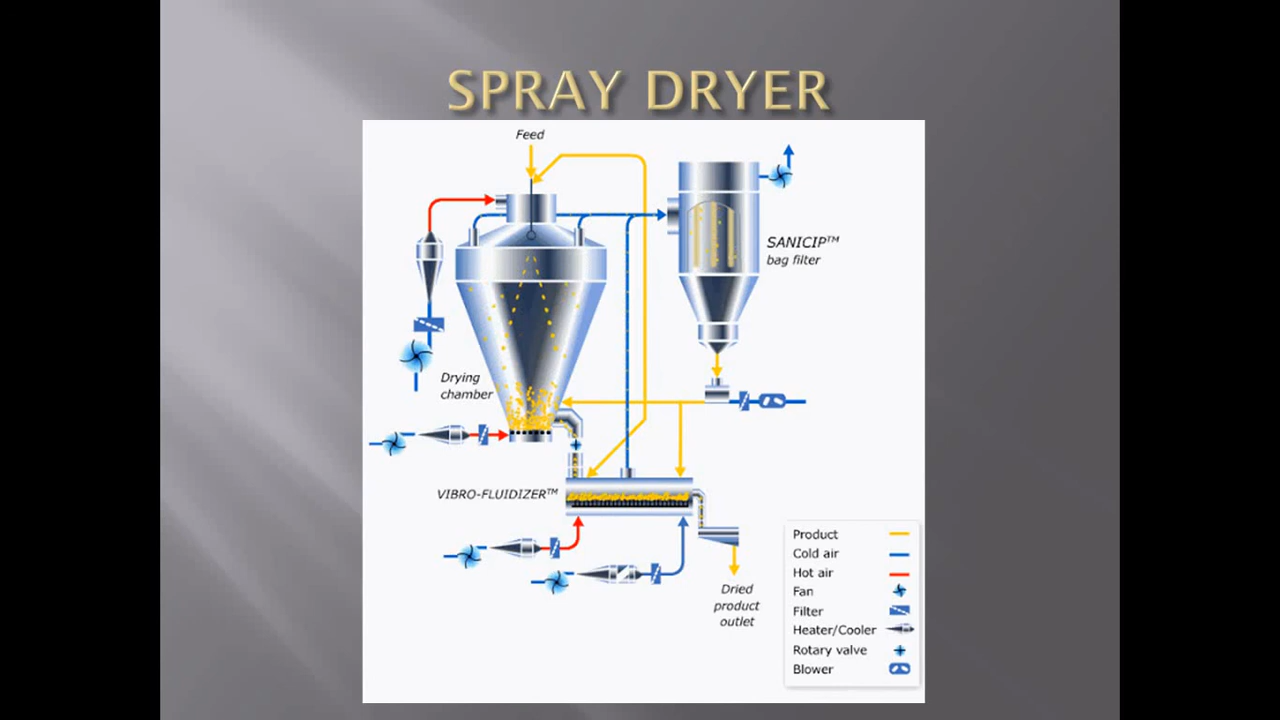 SPRAY DRYER
Feed
SANICIP™
bag filter
Drying
chamber
VIBRO-FLUIDIZER™
Dried
product
outlet
Product
Cold air
Hot air
Fan
Filter
Heater/Cooler
Rotary valve
Blower